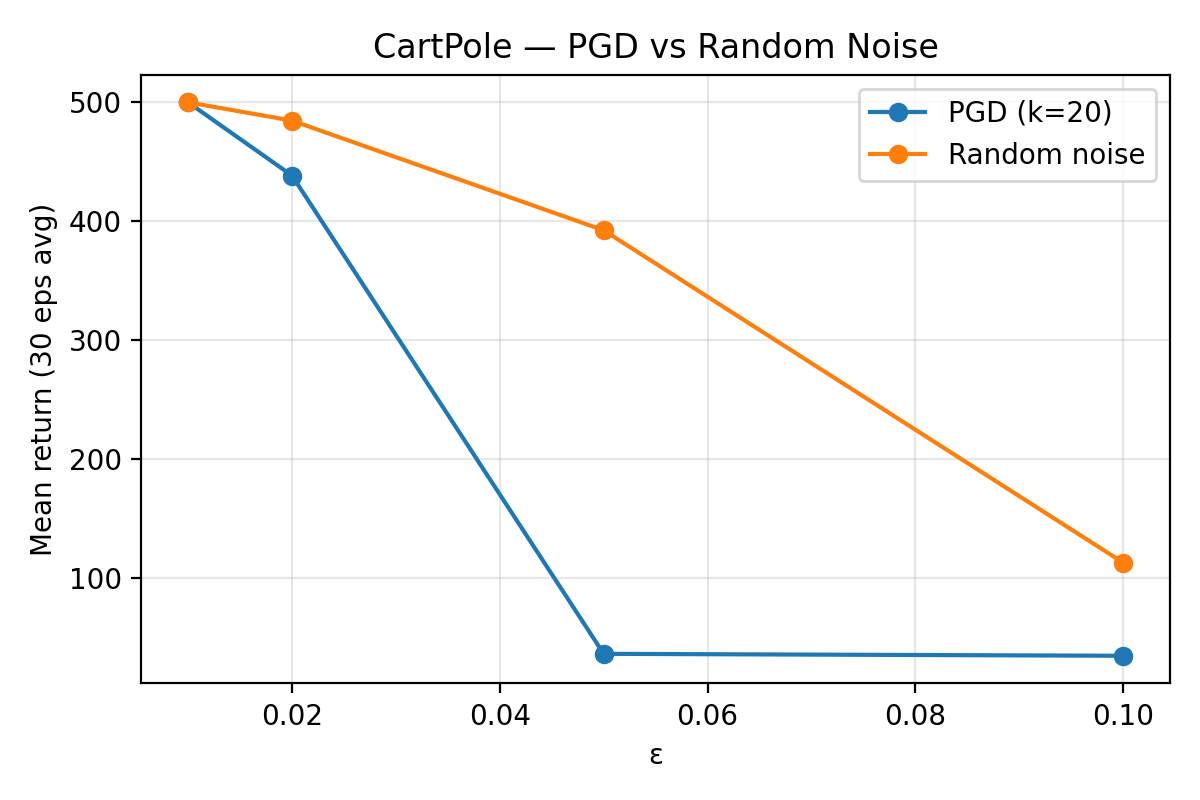 CartPole — PGD vs Random Noise
PGD (k=20)
Random noise
Mean return (30 eps avg)
500
400
300
200
100
0.02
0.04
0.06
0.08
0.10
ε